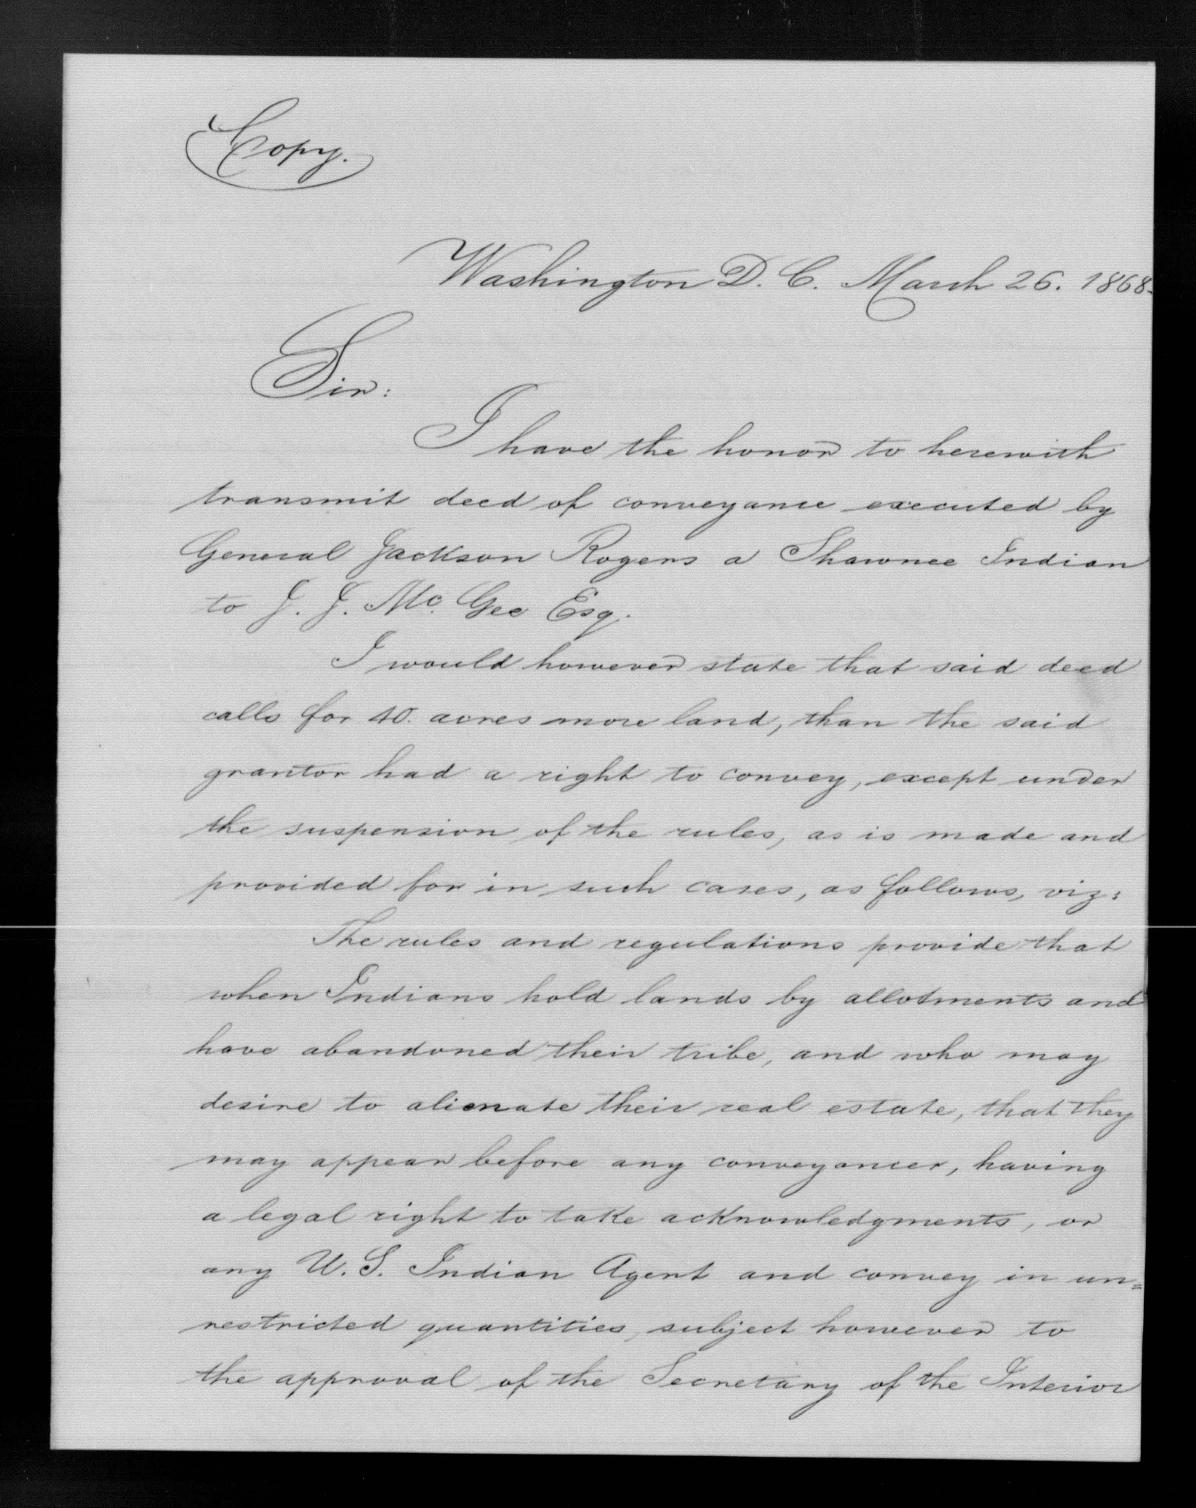 Copy.
Washington D. C. March 26. 1868.
Sir:
I have the honor to herewith
transmit deed of conveyance executed by
General Jackson Rogers a Shawnee Indian
to J. J. Mc. Gee Esq.
I would however state that said deed
calls for 40. acres more land, than the said
grantor had a right to convey, except under
the suspension of the rules, as is made and
provided for in such cases, as follows, viz:
The rules and regulations provide that
when Indians hold lands by allotments and
have abandoned their tribe, and who may
desire to alienate their real estate, that they
may appear before any conveyancer, having
a legal right to take acknowledgments, or
any U. S. Indian Agent and convey in un=
restricted quantities, subject however to
the approval of the Secretary of the Interior